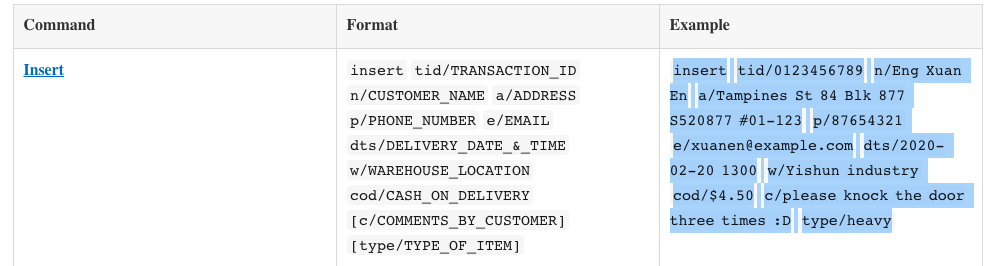 Command
Format
Example
Insert
insert tid/TRANSACTION_ID
n/CUSTOMER_NAME a/ADDRESS
p/PHONE_NUMBER e/EMAIL
dts/DELIVERY_DATE_&_TIME
w/WAREHOUSE_LOCATION
cod/CASH_ON_DELIVERY
[c/COMMENTS_BY_CUSTOMER]
[type/TYPE_OF_ITEM]
insert tid/0123456789 n/Eng Xuan
En a/Tampines St 84 Blk 877
S520877 #01-123 p/87654321
e/xuanen@example.com dts/2020-
02-20 1300 w/Yishun industry
cod/$4.50 c/please knock the door
three times :D type/heavy